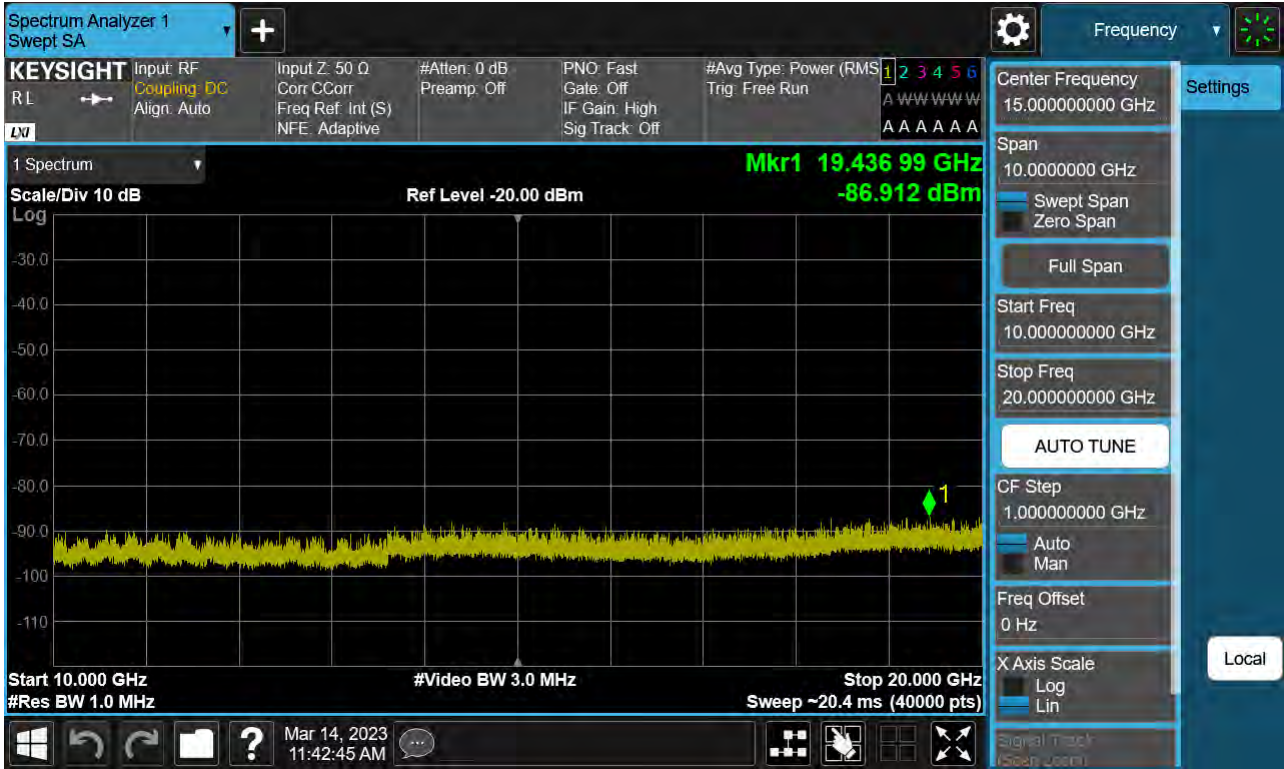 Spectrum Analyzer 1
Swept SA
Frequency
KEYSIGHT
R L
LXI
Input: RF
Coupling: DC
Align: Auto
Input Z: 50 Ω
Corr CCorr
Freq Ref: Int (S)
NFE: Adaptive
#Atten: 0 dB
Preamp: Off
PNO: Fast
Gate: Off
IF Gain: High
Sig Track: Off
#Avg Type: Power (RMS
Trig: Free Run
1 2 3 4 5 6
A W W W W W
A A A A A A
1 Spectrum
Scale/Div 10 dB
Log
Ref Level -20.00 dBm
Mkr1 19.436 99 GHz
-86.912 dBm
-30.0
-40.0
-50.0
-60.0
-70.0
-80.0
-90.0
-100
-110
1
Start 10.000 GHz
#Res BW 1.0 MHz
#Video BW 3.0 MHz
Stop 20.000 GHz
Sweep ~20.4 ms (40000 pts)
Center Frequency
15.000000000 GHz
Span
10.0000000 GHz
Swept Span
Zero Span
Full Span
Start Freq
10.000000000 GHz
Stop Freq
20.000000000 GHz
AUTO TUNE
CF Step
1.000000000 GHz
Auto
Man
Freq Offset
0 Hz
X Axis Scale
Log
Lin
Signal Track
(Span Zoom)
Settings
Local
?
Mar 14, 2023
11:42:45 AM